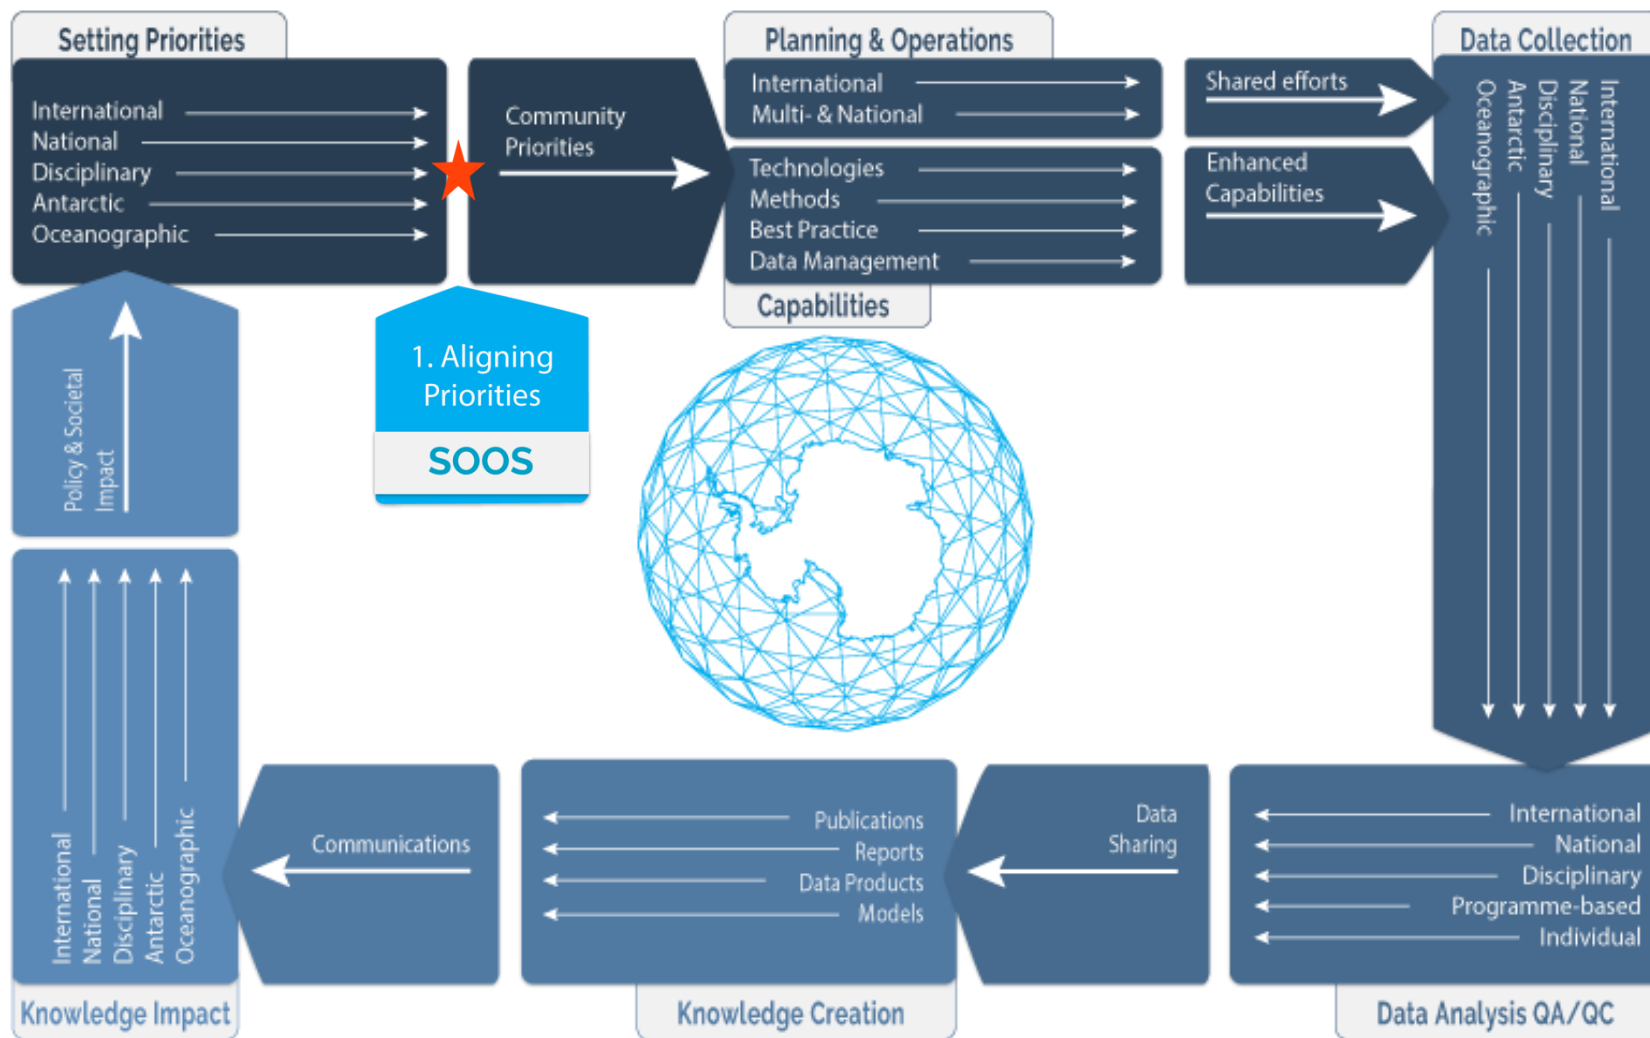 Setting Priorities
International
National
Disciplinary
Antarctic
Oceanographic
Community
Priorities
Planning & Operations
International
Multi- & National
Technologies
Methods
Best Practice
Data Management
Capabilities
Shared efforts
Enhanced
Capabilities
Data Collection
International
National
Disciplinary
Antarctic
Oceanographic
1. Aligning
Priorities
SOOS
International
National
Disciplinary
Programme-based
Individual
Data Analysis QA/QC
Data
Sharing
Publications
Reports
Data Products
Models
Knowledge Creation
Communications
International
National
Disciplinary
Antarctic
Oceanographic
Knowledge Impact
Policy & Societal
Impact